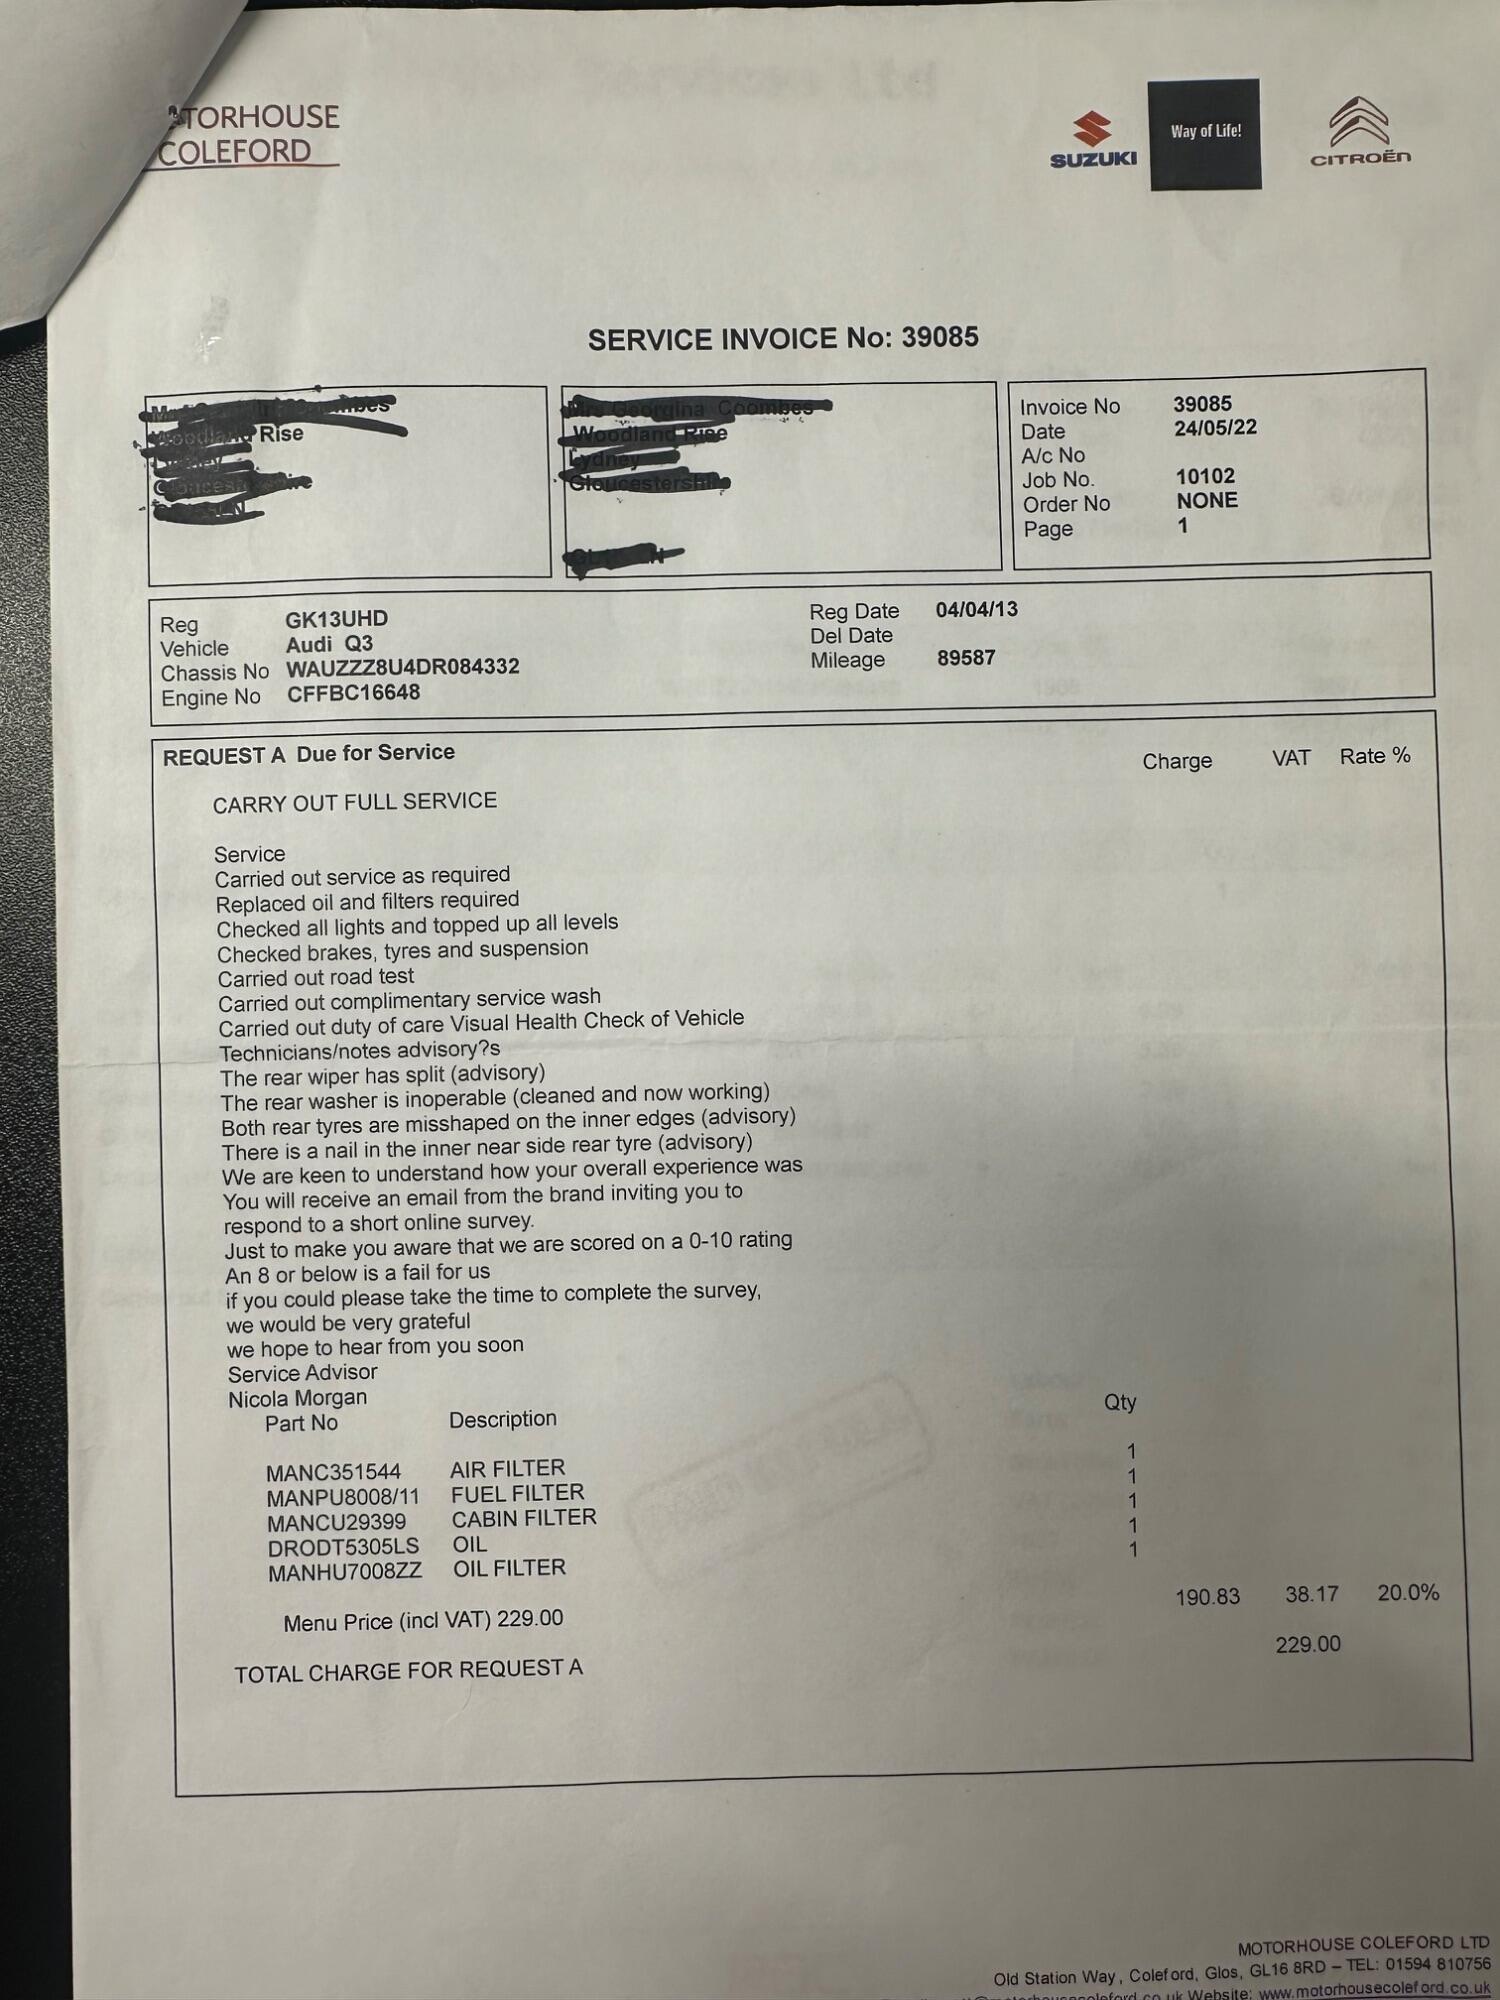 TORHOUSE
COLEFORD
SUZUKI
Way of Life!
CITROËN
SERVICE INVOICE No: 39085
Rise
Invoice No 39085
Date 24/05/22
A/c No
Job No. 10102
Order No NONE
Page 1
Reg GK13UHD
Vehicle Audi Q3
Chassis No WAUZZZ8U4DR084332
Engine No CFFBC16648
Reg Date 04/04/13
Del Date
Mileage 89587
REQUEST A Due for Service
Charge VAT Rate %
CARRY OUT FULL SERVICE
Service
Carried out service as required
Replaced oil and filters required
Checked all lights and topped up all levels
Checked brakes, tyres and suspension
Carried out road test
Carried out complimentary service wash
Carried out duty of care Visual Health Check of Vehicle
Technicians/notes advisory?s
The rear wiper has split (advisory)
The rear washer is inoperable (cleaned and now working)
Both rear tyres are misshaped on the inner edges (advisory)
There is a nail in the inner near side rear tyre (advisory)
We are keen to understand how your overall experience was
You will receive an email from the brand inviting you to
respond to a short online survey.
Just to make you aware that we are scored on a 0-10 rating
An 8 or below is a fail for us
if you could please take the time to complete the survey,
we would be very grateful
we hope to hear from you soon
Service Advisor
Nicola Morgan
Part No Description Qty
MANC351544 AIR FILTER 1
MANPU8008/11 FUEL FILTER 1
MANCU29399 CABIN FILTER 1
DRODT5305LS OIL 1
MANHU7008ZZ OIL FILTER 1
Menu Price (incl VAT) 229.00 190.83 38.17 20.0%
TOTAL CHARGE FOR REQUEST A 229.00
MOTORHOUSE COLEFORD LTD
Old Station Way, Coleford, Glos, GL16 8RD – TEL: 01594 810756
Website: www.motorhousecoleford.co.uk